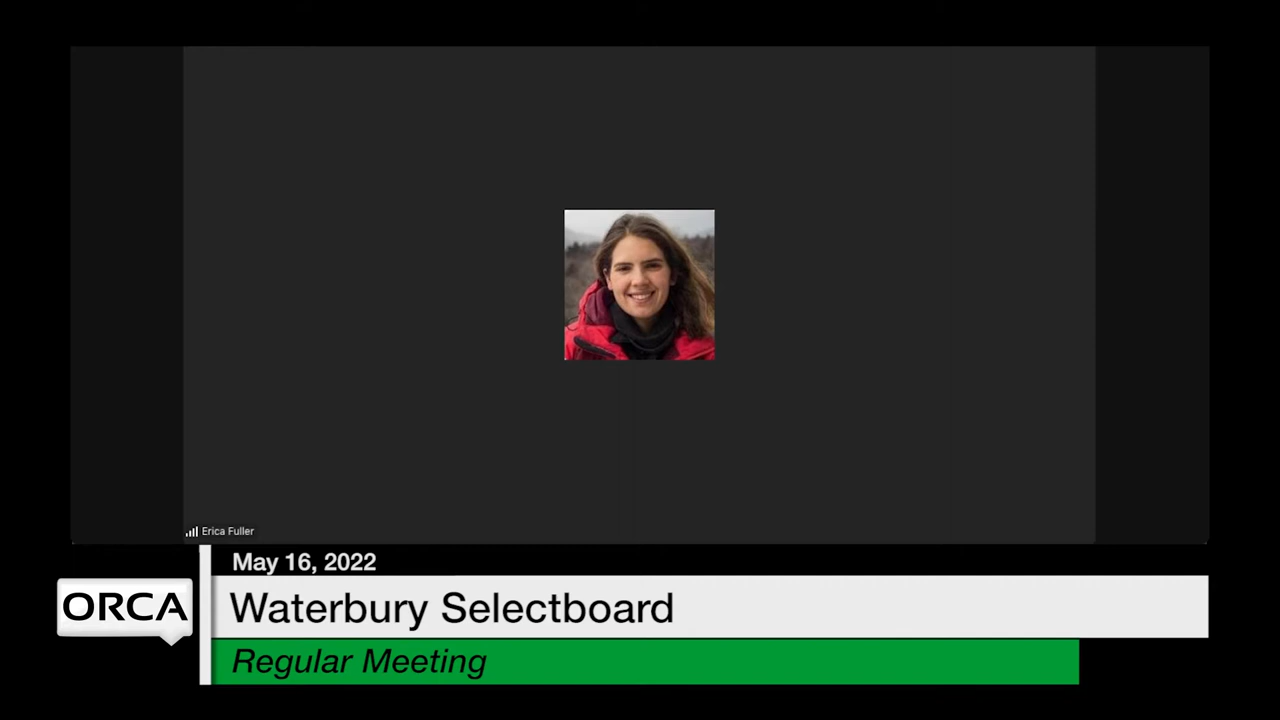 Erica Fuller
May 16, 2022
ORCA
Waterbury Selectboard
Regular Meeting